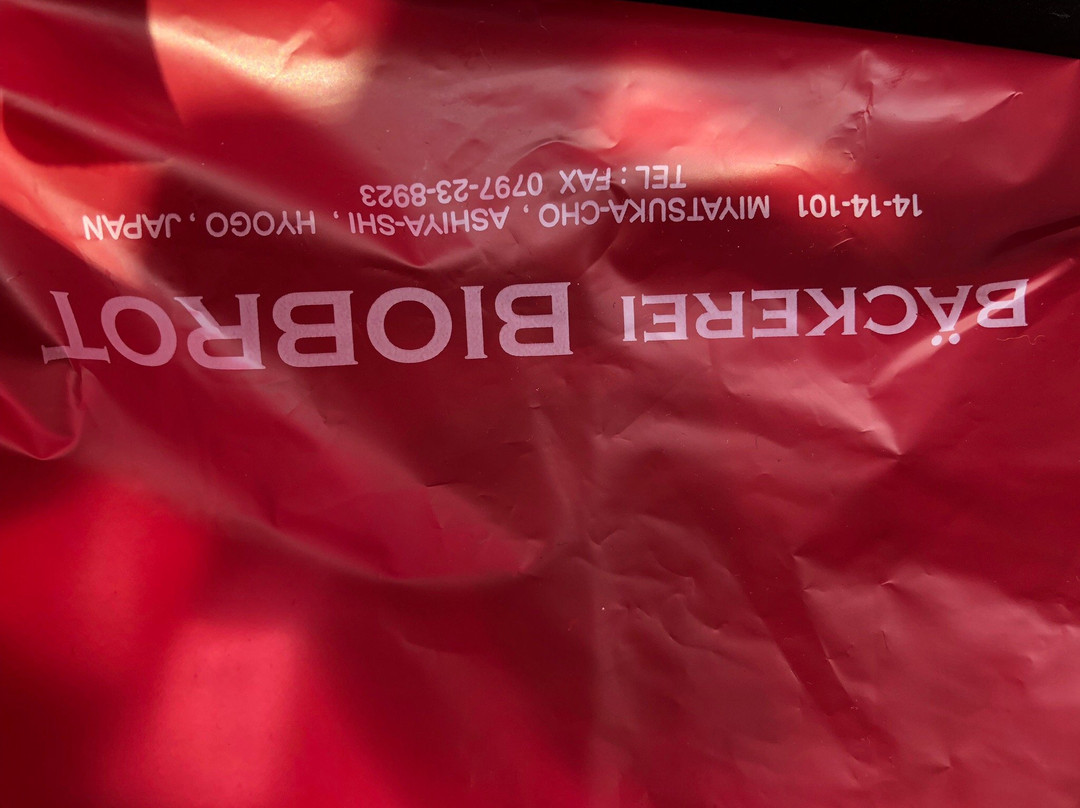 BÄCKEREI BIOBROT
14-14-101 MIYATSUKA-CHO , ASHIYA-SHI , HYOGO , JAPAN
TEL : FAX 0797-23-8923